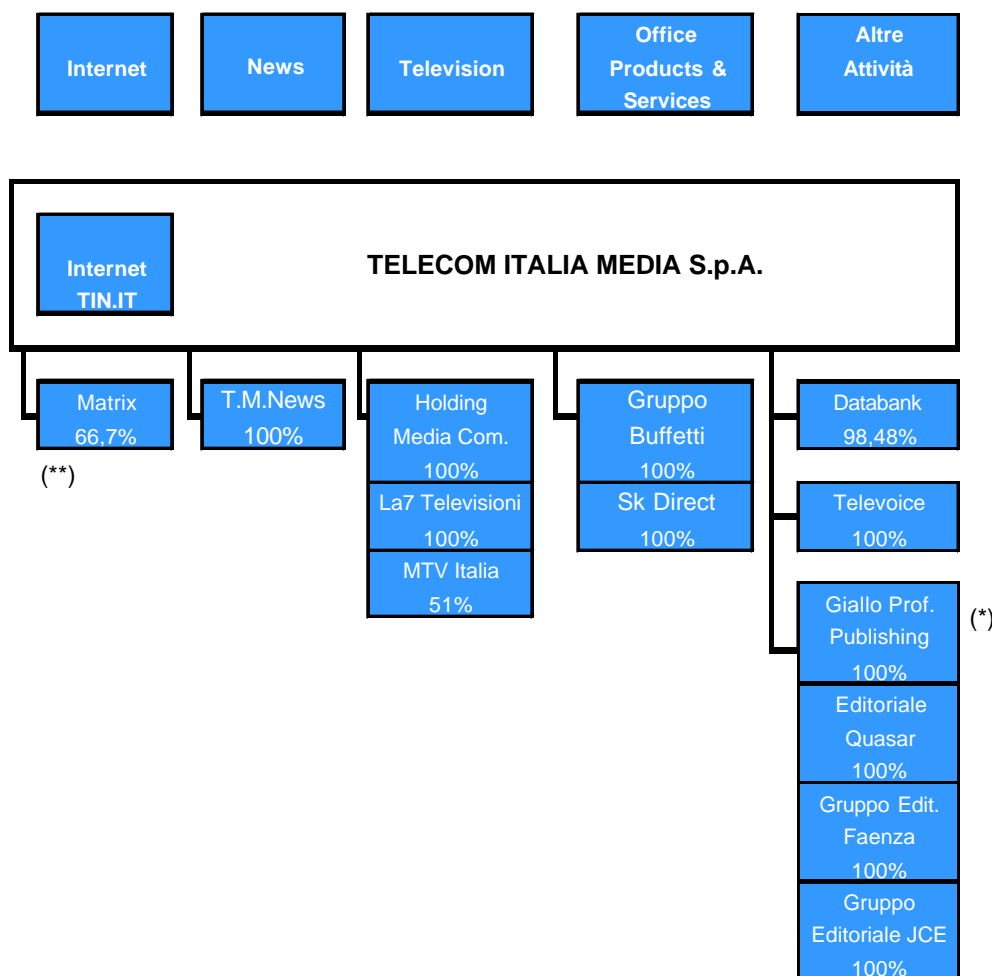 Internet
News
Television
Office
Products &
Services
Altre
Attività
Internet
TIN.IT
TELECOM ITALIA MEDIA S.p.A.
Matrix
66,7%
(**)
T.M.News
100%
Holding
Media Com.
100%
La7 Televisioni
100%
MTV Italia
51%
Gruppo
Buffetti
100%
Sk Direct
100%
Databank
98,48%
Televoice
100%
Giallo Prof.
Publishing
100%
(*)
Editoriale
Quasar
100%
Gruppo Edit.
Faenza
100%
Gruppo
Editoriale JCE
100%